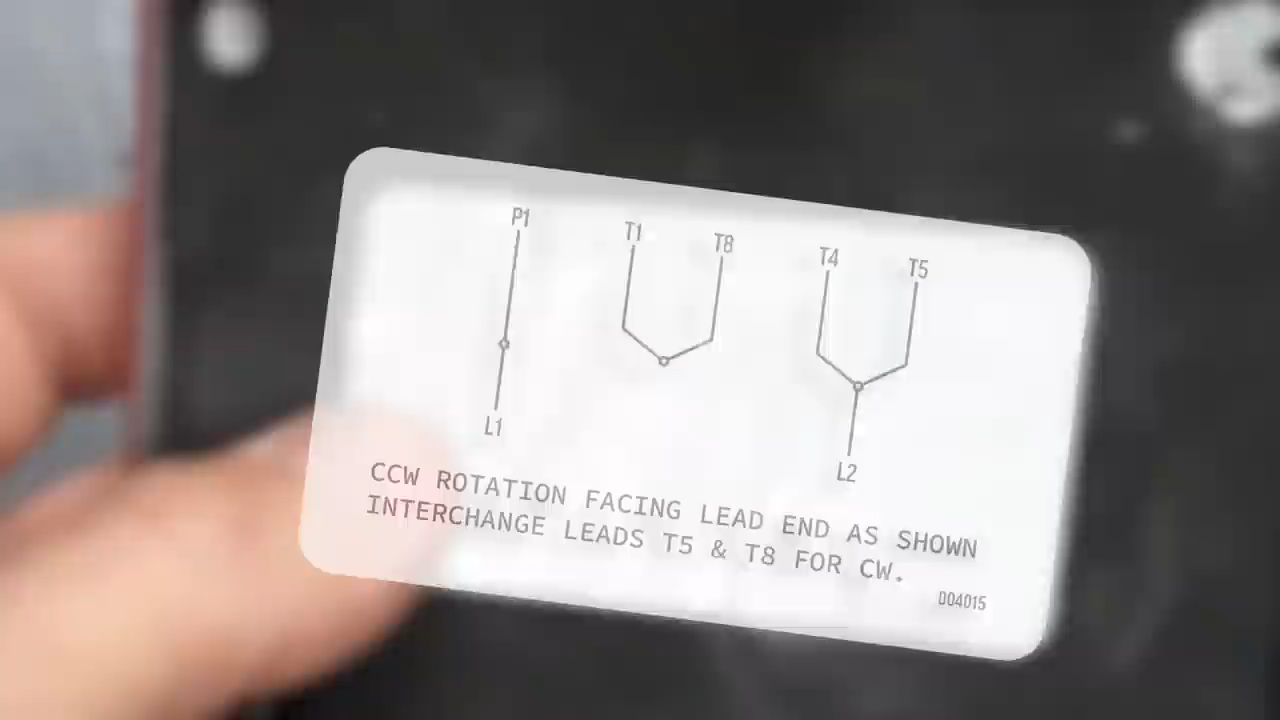 P1 T1 T8 T4 T5
L1 L2
CCW ROTATION FACING LEAD END AS SHOWN
INTERCHANGE LEADS T5 & T8 FOR CW.
004015